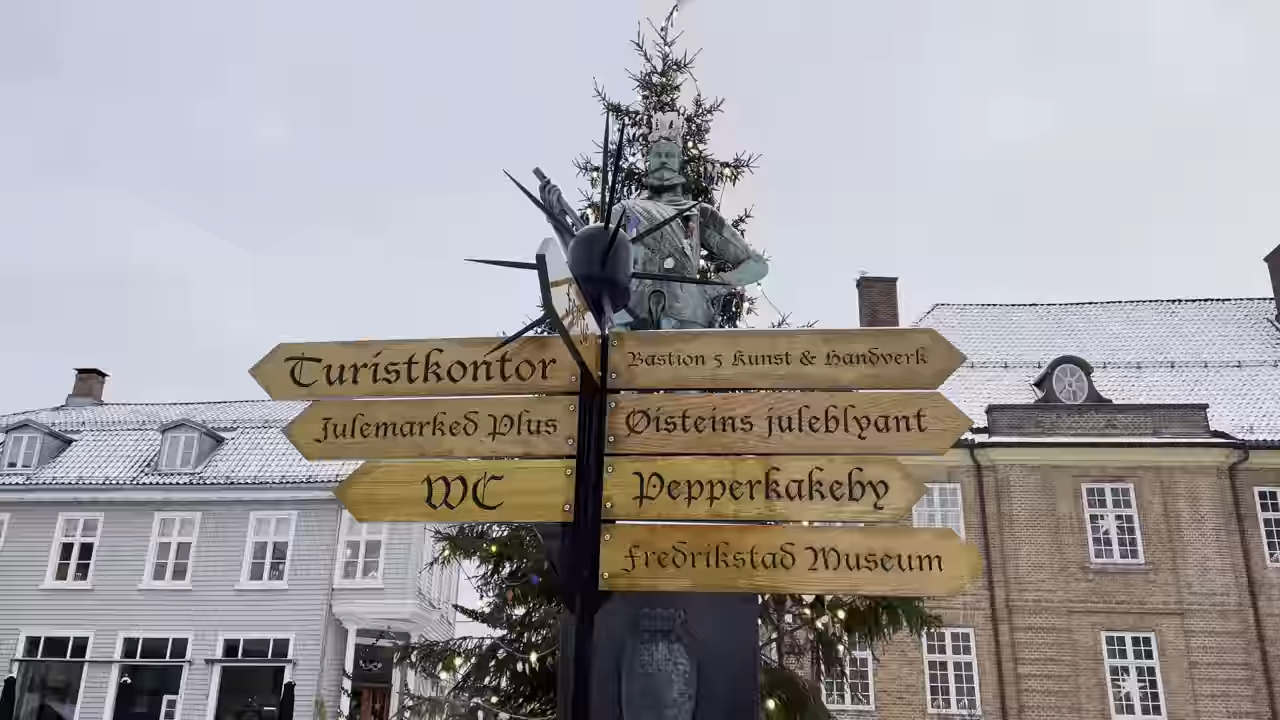 Turistkontor
Julemarked Plus
WC
Bastion 5 Kunst & Handverk
Øisteins juleblyant
Pepperkakeby
Fredrikstad Museum